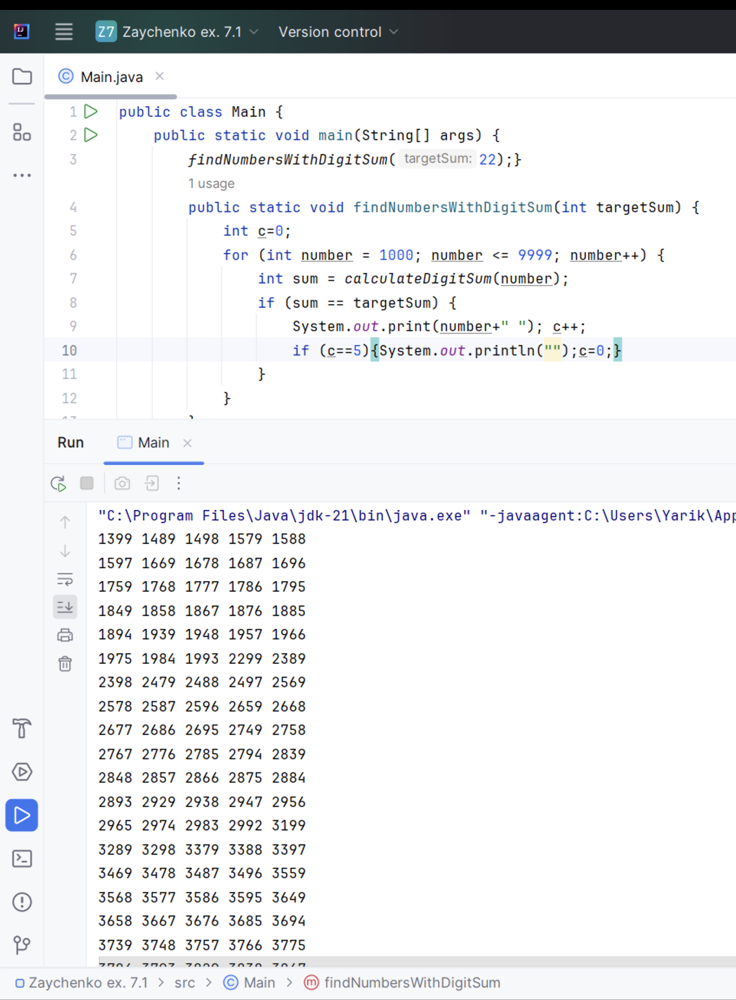 Z7 Zaychenko ex. 7.1 Version control
Main.java
1 public class Main {
2 public static void main(String[] args) {
3 findNumbersWithDigitSum( targetSum: 22);}
1 usage
4 public static void findNumbersWithDigitSum(int targetSum) {
5 int c=0;
6 for (int number = 1000; number <= 9999; number++) {
7 int sum = calculateDigitSum(number);
8 if (sum == targetSum) {
9 System.out.print(number+" "); c++;
10 if (c==5){System.out.println("");c=0;}
11 }
12 }
Run Main
"C:\Program Files\Java\jdk-21\bin\java.exe" "-javaagent:C:\Users\Yarik\App
1399 1489 1498 1579 1588
1597 1669 1678 1687 1696
1759 1768 1777 1786 1795
1849 1858 1867 1876 1885
1894 1939 1948 1957 1966
1975 1984 1993 2299 2389
2398 2479 2488 2497 2569
2578 2587 2596 2659 2668
2677 2686 2695 2749 2758
2767 2776 2785 2794 2839
2848 2857 2866 2875 2884
2893 2929 2938 2947 2956
2965 2974 2983 2992 3199
3289 3298 3379 3388 3397
3469 3478 3487 3496 3559
3568 3577 3586 3595 3649
3658 3667 3676 3685 3694
3739 3748 3757 3766 3775
Zaychenko ex. 7.1 > src > Main > findNumbersWithDigitSum